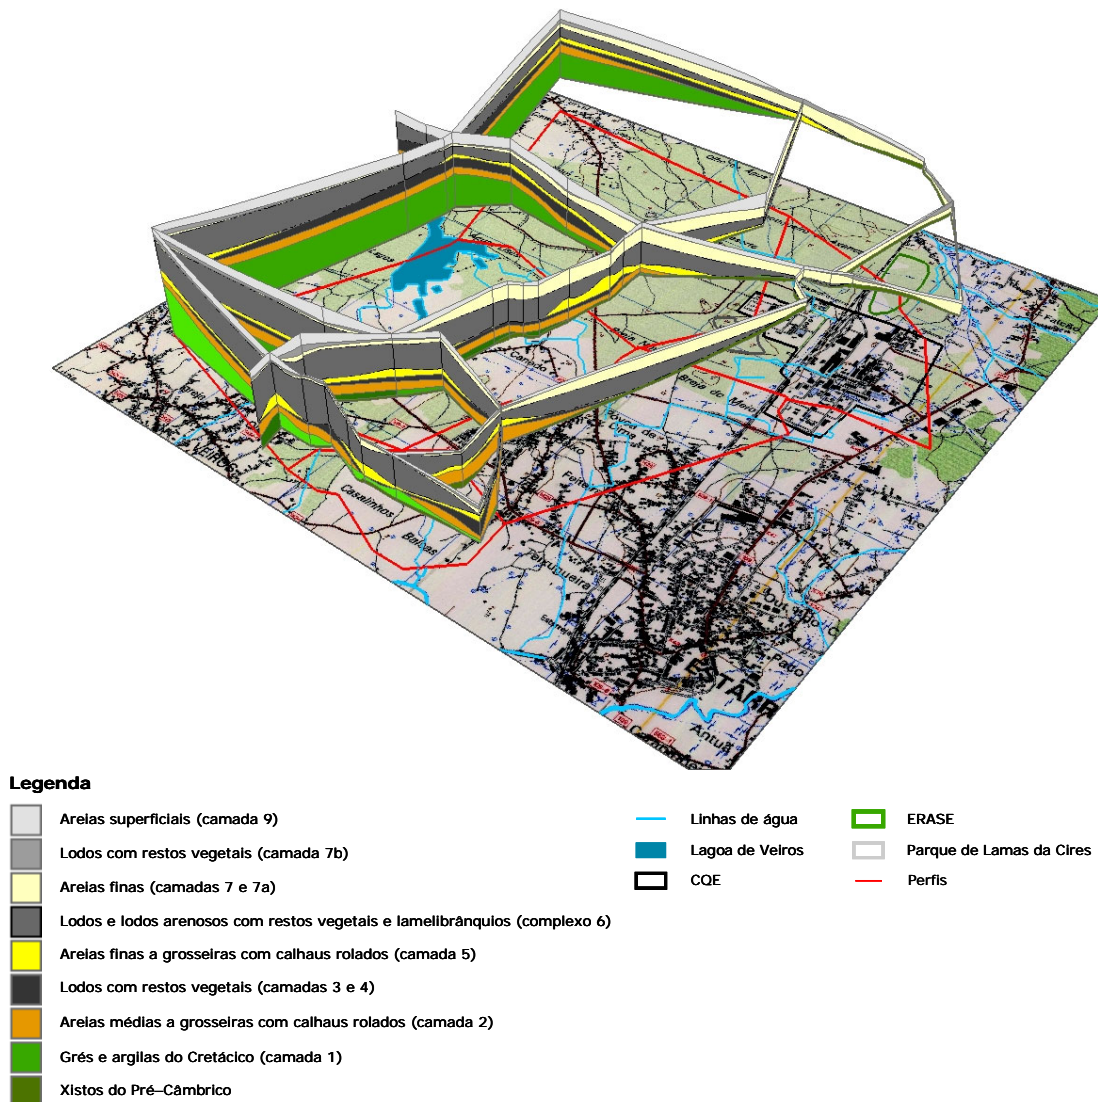 Casalinhos
Teixugueira
Antuã
Legenda
Areias superficiais (camada 9)
Lodos com restos vegetais (camada 7b)
Areias finas (camadas 7 e 7a)
Lodos e lodos arenosos com restos vegetais e lamelibrânquios (complexo 6)
Areias finas a grosseiras com calhaus rolados (camada 5)
Lodos com restos vegetais (camadas 3 e 4)
Areias médias a grosseiras com calhaus rolados (camada 2)
Grés e argilas do Cretácico (camada 1)
Xistos do Pré-Câmbrico
Linhas de água
Lagoa de Veiros
CQE
ERASE
Parque de Lamas da Cires
Perfis